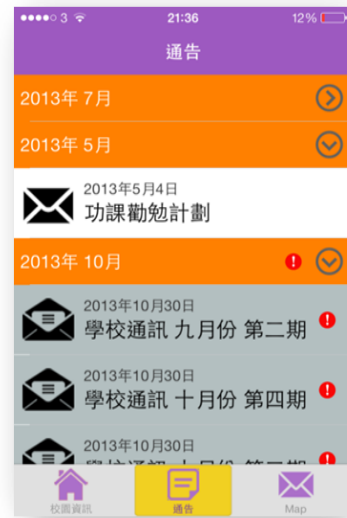 3 21:36 12%
通告
2013年 7月
2013年 5月
2013年5月4日
功課勸勉計劃
2013年 10月
2013年10月30日
學校通訊 九月份 第二期
2013年10月30日
學校通訊 十月份 第四期
2013年10月30日
校園資訊 通告 Map